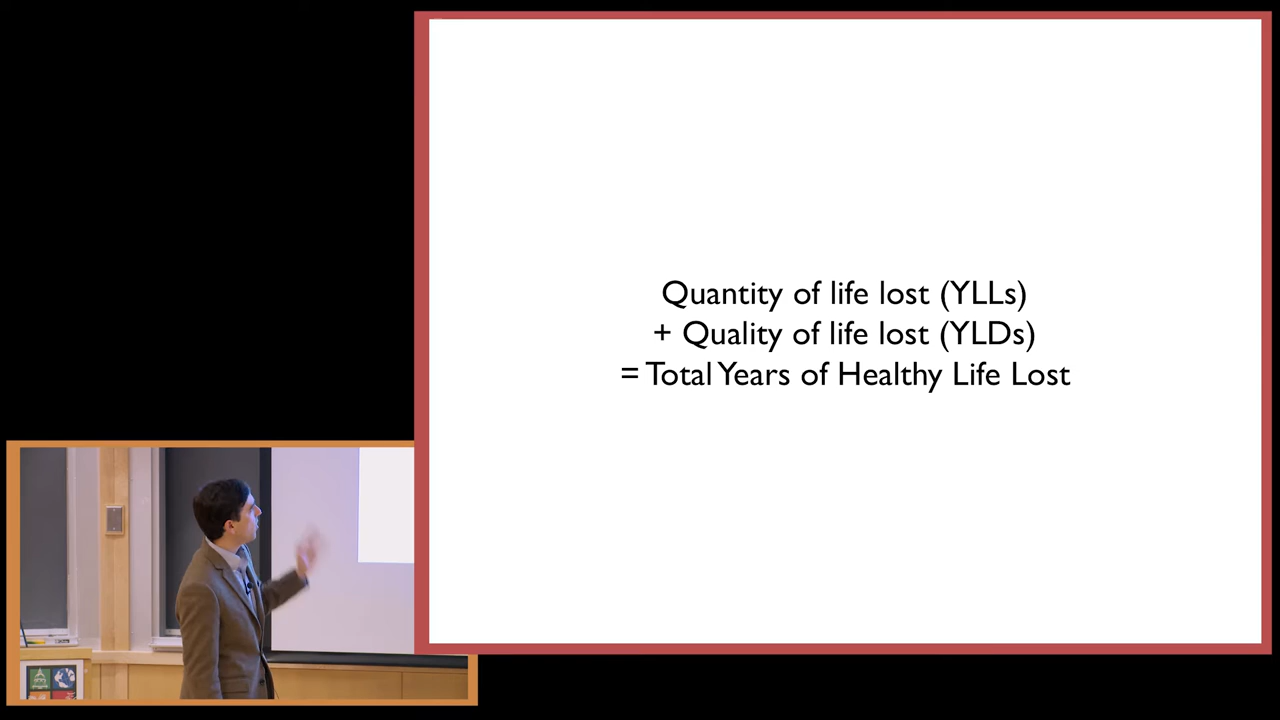 Quantity of life lost (YLLs)
+ Quality of life lost (YLDs)
= Total Years of Healthy Life Lost